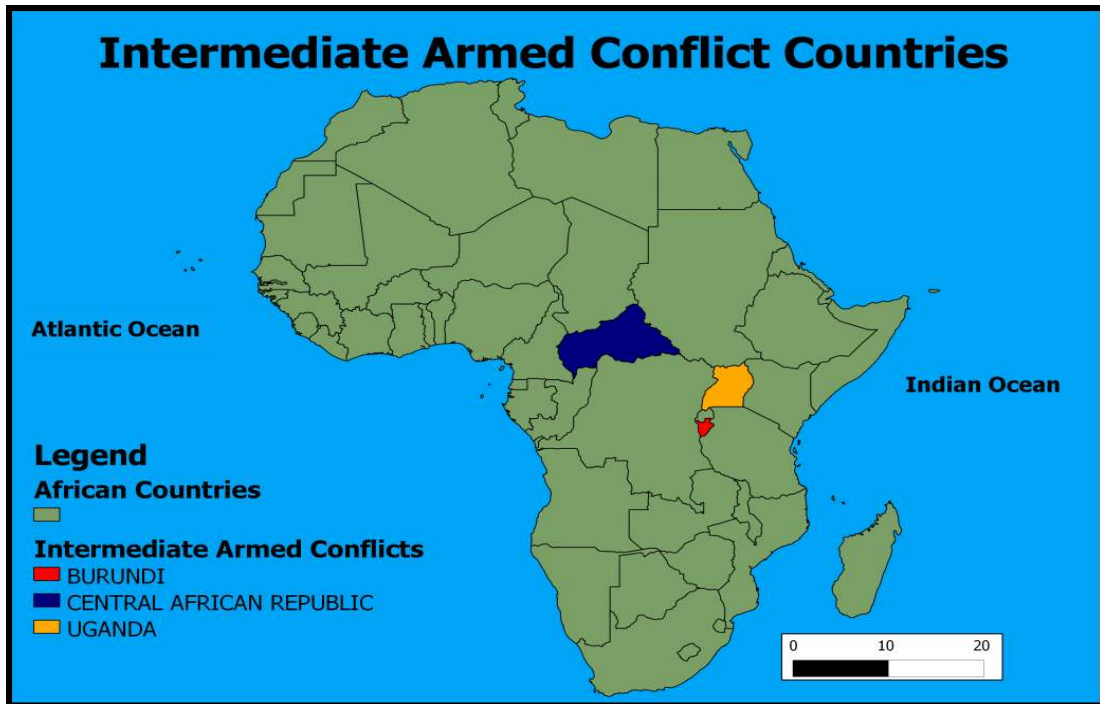 Intermediate Armed Conflict Countries
Atlantic Ocean
Indian Ocean
Legend
African Countries
Intermediate Armed Conflicts
BURUNDI
CENTRAL AFRICAN REPUBLIC
UGANDA
0 10 20